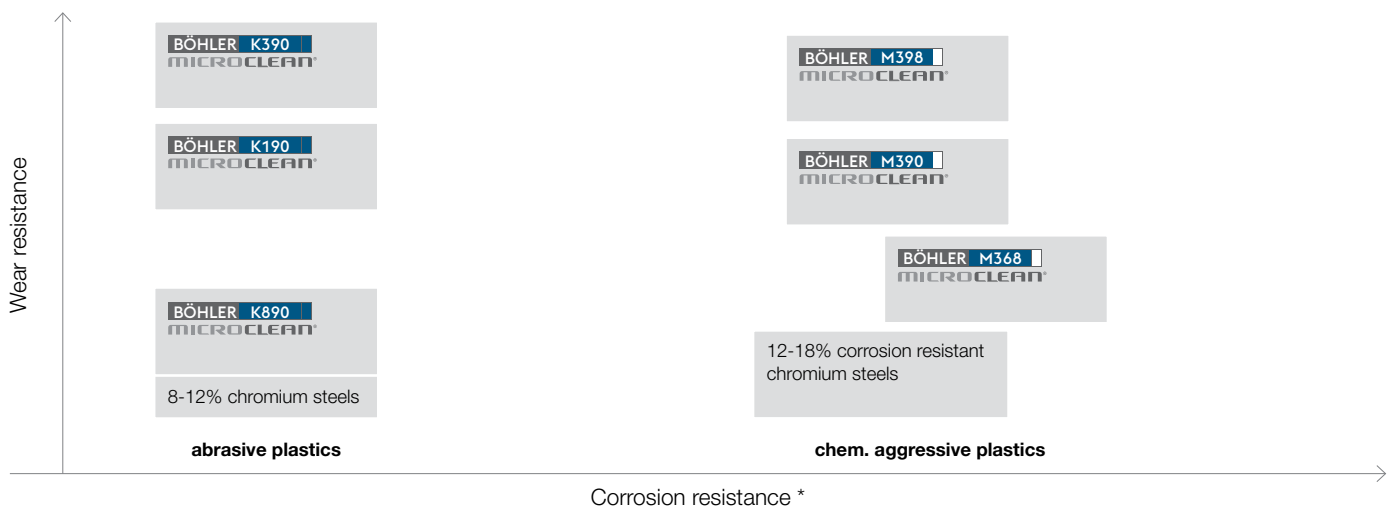 Wear resistance
BÖHLER K390
MICROCLEAN®
BÖHLER K190
MICROCLEAN®
BÖHLER K890
MICROCLEAN®
8-12% chromium steels
abrasive plastics
BÖHLER M398
MICROCLEAN®
BÖHLER M390
MICROCLEAN®
BÖHLER M368
MICROCLEAN®
12-18% corrosion resistant
chromium steels
chem. aggressive plastics
Corrosion resistance *